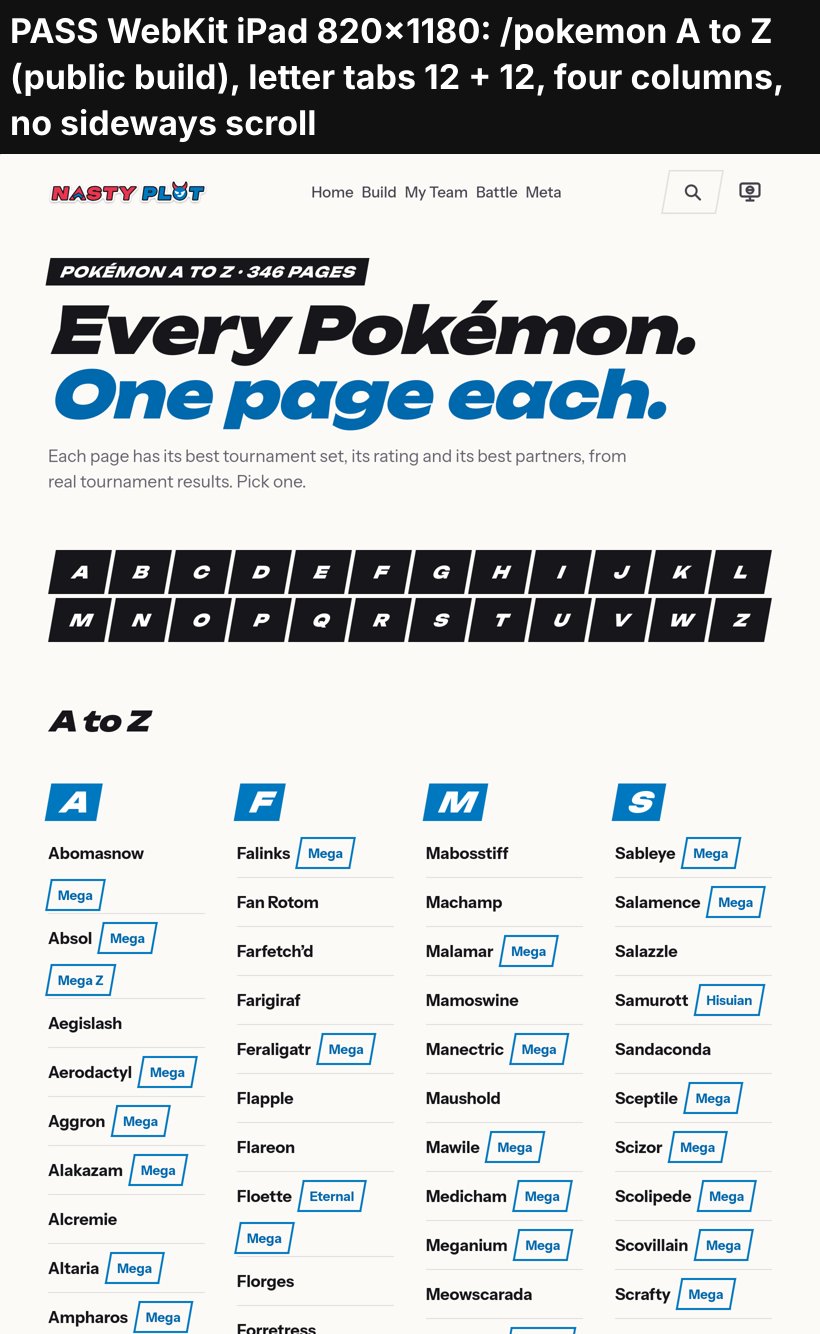 PASS WebKit iPad 820×1180: /pokemon A to Z
(public build), letter tabs 12 + 12, four columns,
no sideways scroll
NASTY PLOT
Home Build My Team Battle Meta
POKÉMON A TO Z · 346 PAGES
Every Pokémon.
One page each.
Each page has its best tournament set, its rating and its best partners, from
real tournament results. Pick one.
A B C D E F G H I J K L
M N O P Q R S T U V W Z
A to Z
A
Abomasnow
Mega
Absol Mega
Mega Z
Aegislash
Aerodactyl Mega
Aggron Mega
Alakazam Mega
Alcremie
Altaria Mega
Ampharos Mega
F
Falinks Mega
Fan Rotom
Farfetch’d
Farigiraf
Feraligatr Mega
Flapple
Flareon
Floette Eternal
Mega
Florges
Forretress
M
Mabosstiff
Machamp
Malamar Mega
Mamoswine
Manectric Mega
Maushold
Mawile Mega
Medicham Mega
Meganium Mega
Meowscarada
S
Sableye Mega
Salamence Mega
Salazzle
Samurott Hisuian
Sandaconda
Sceptile Mega
Scizor Mega
Scolipede Mega
Scovillain Mega
Scrafty Mega